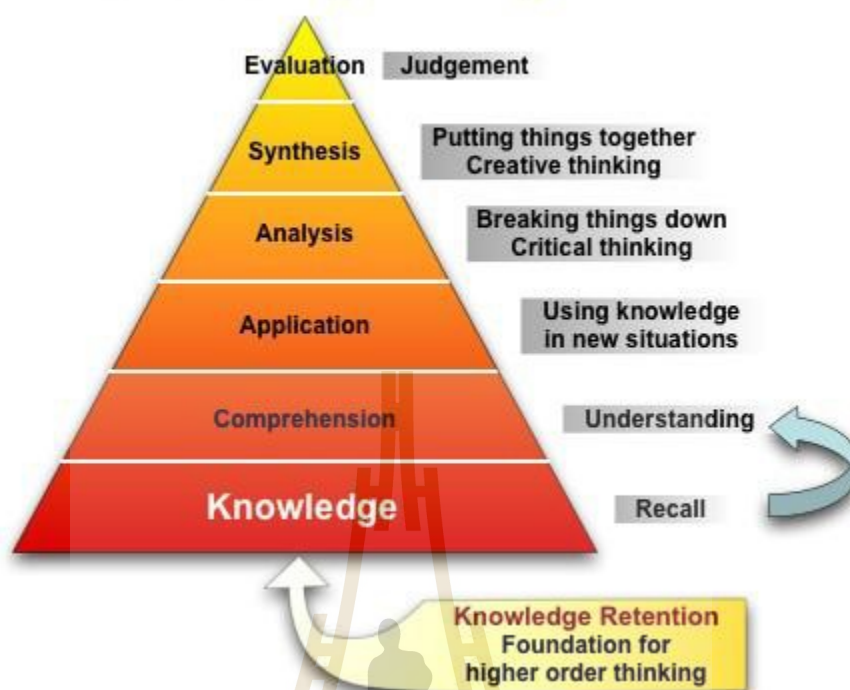 Evaluation
Judgement
Synthesis
Putting things together
Creative thinking
Analysis
Breaking things down
Critical thinking
Application
Using knowledge
in new situations
Comprehension
Understanding
Knowledge
Recall
Knowledge Retention
Foundation for
higher order thinking